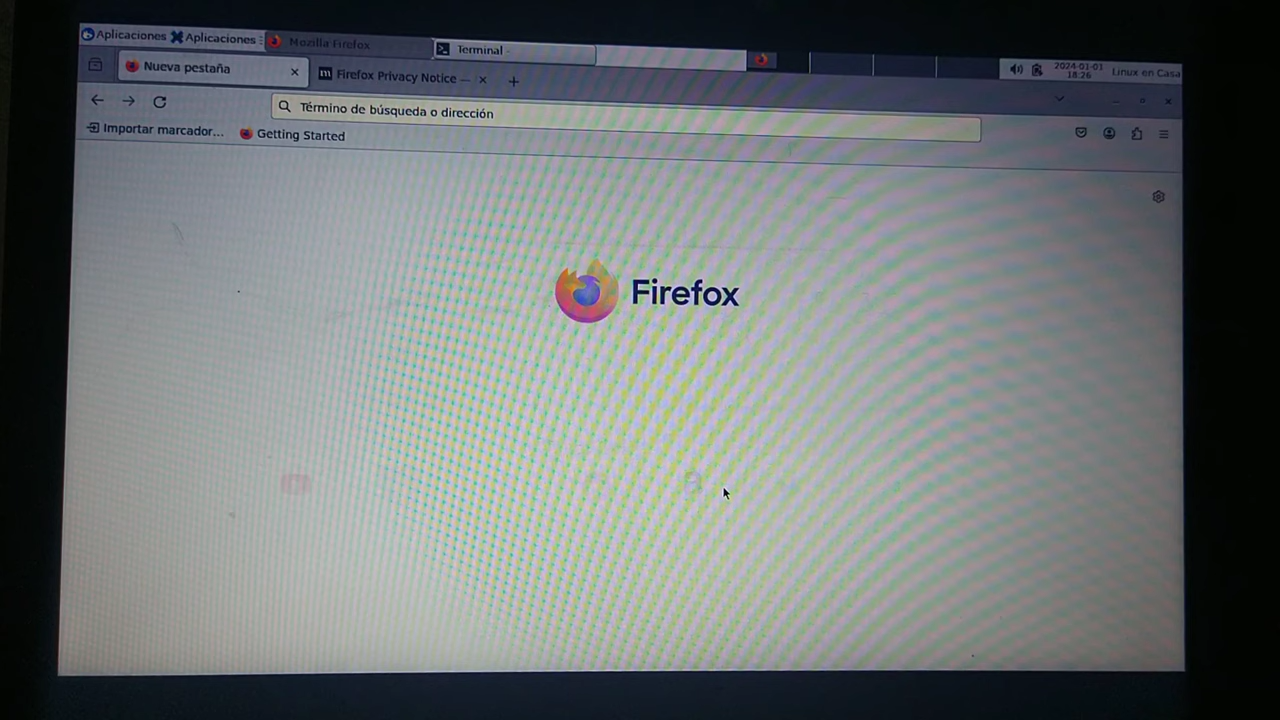 Aplicaciones Aplicaciones Mozilla Firefox Terminal -
2024-01-01
18:26
Linux en Casa
Nueva pestaña Firefox Privacy Notice —
Término de búsqueda o dirección
Importar marcador... Getting Started
Firefox